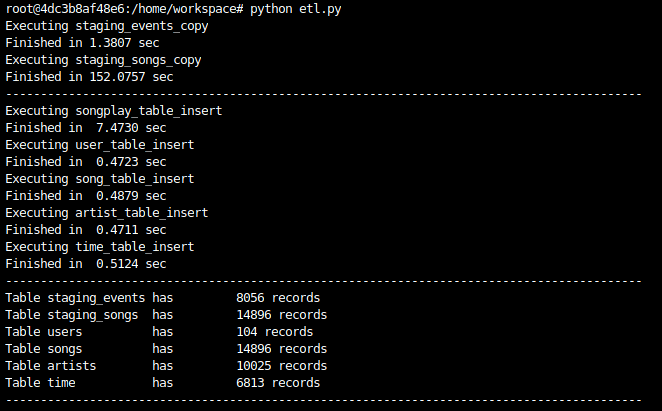 root@4dc3b8af48e6:/home/workspace# python etl.py
Executing staging_events_copy
Finished in 1.3807 sec
Executing staging_songs_copy
Finished in 152.0757 sec
-------------------------------------------------------------------------------------------
Executing songplay_table_insert
Finished in  7.4730 sec
Executing user_table_insert
Finished in  0.4723 sec
Executing song_table_insert
Finished in  0.4879 sec
Executing artist_table_insert
Finished in  0.4711 sec
Executing time_table_insert
Finished in  0.5124 sec
-------------------------------------------------------------------------------------------
Table staging_events has         8056 records
Table staging_songs  has         14896 records
Table users          has         104 records
Table songs          has         14896 records
Table artists        has         10025 records
Table time           has         6813 records
-------------------------------------------------------------------------------------------